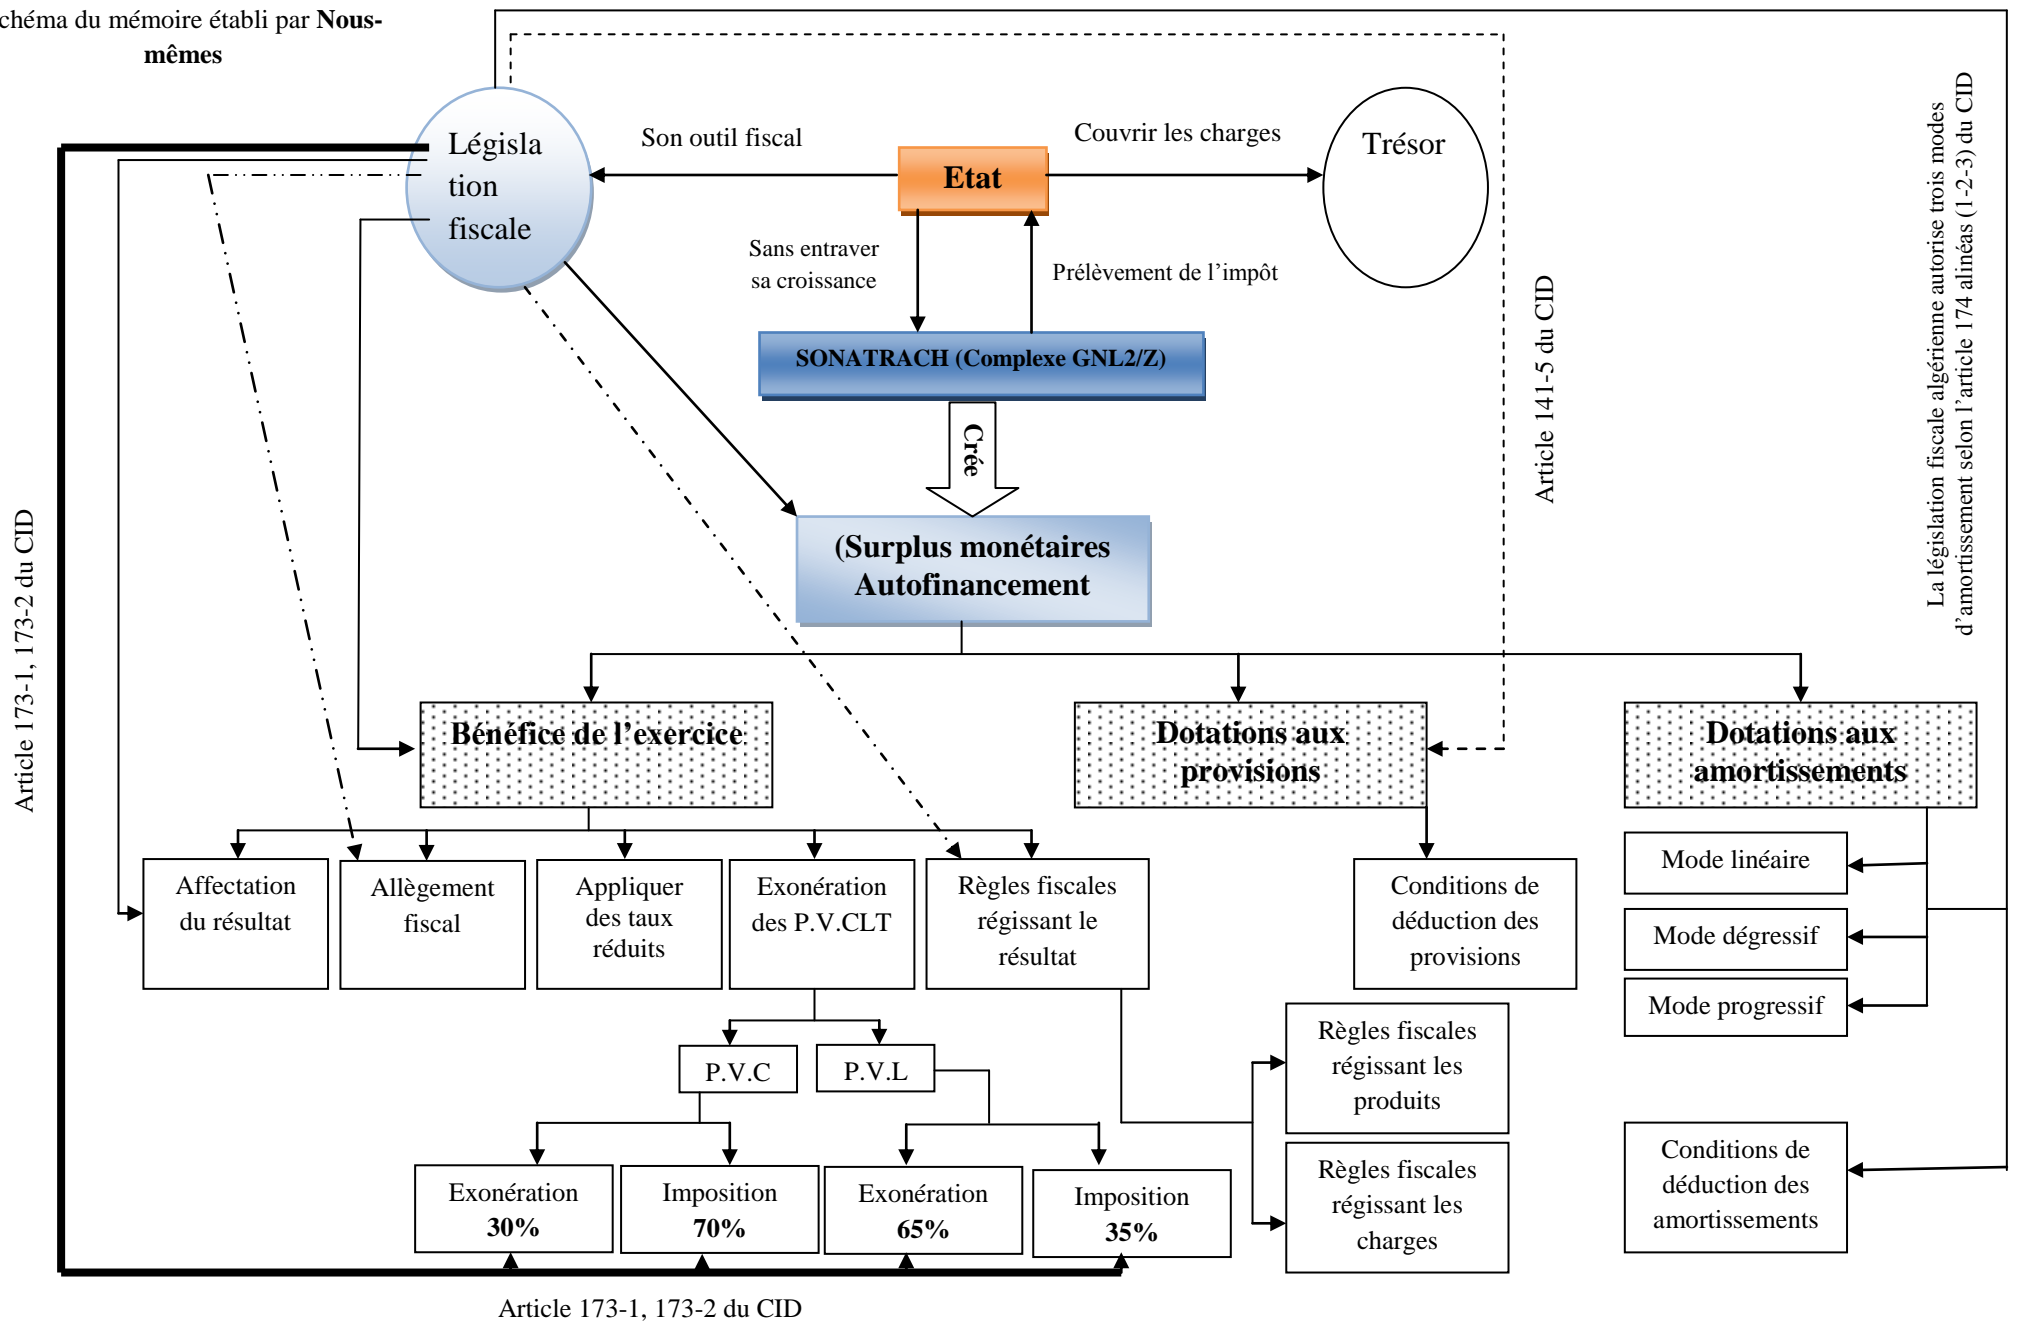 chéma du mémoire établi par Nous-
mêmes
Législa
tion
fiscale
Son outil fiscal
Etat
Couvrir les charges
Trésor
Sans entraver
sa croissance
Prélèvement de l’impôt
SONATRACH (Complexe GNL2/Z)
Crée
(Surplus monétaires
Autofinancement
Article 141-5 du CID
La législation fiscale algérienne autorise trois modes
d’amortissement selon l’article 174 alinéas (1-2-3) du CID
Article 173-1, 173-2 du CID
Bénéfice de l’exercice
Dotations aux
provisions
Dotations aux
amortissements
Affectation
du résultat
Allègement
fiscal
Appliquer
des taux
réduits
Exonération
des P.V.CLT
Règles fiscales
régissant le
résultat
Conditions de
déduction des
provisions
Mode linéaire
Mode dégressif
Mode progressif
P.V.C
P.V.L
Règles fiscales
régissant les
produits
Règles fiscales
régissant les
charges
Conditions de
déduction des
amortissements
Exonération
30%
Imposition
70%
Exonération
65%
Imposition
35%
Article 173-1, 173-2 du CID